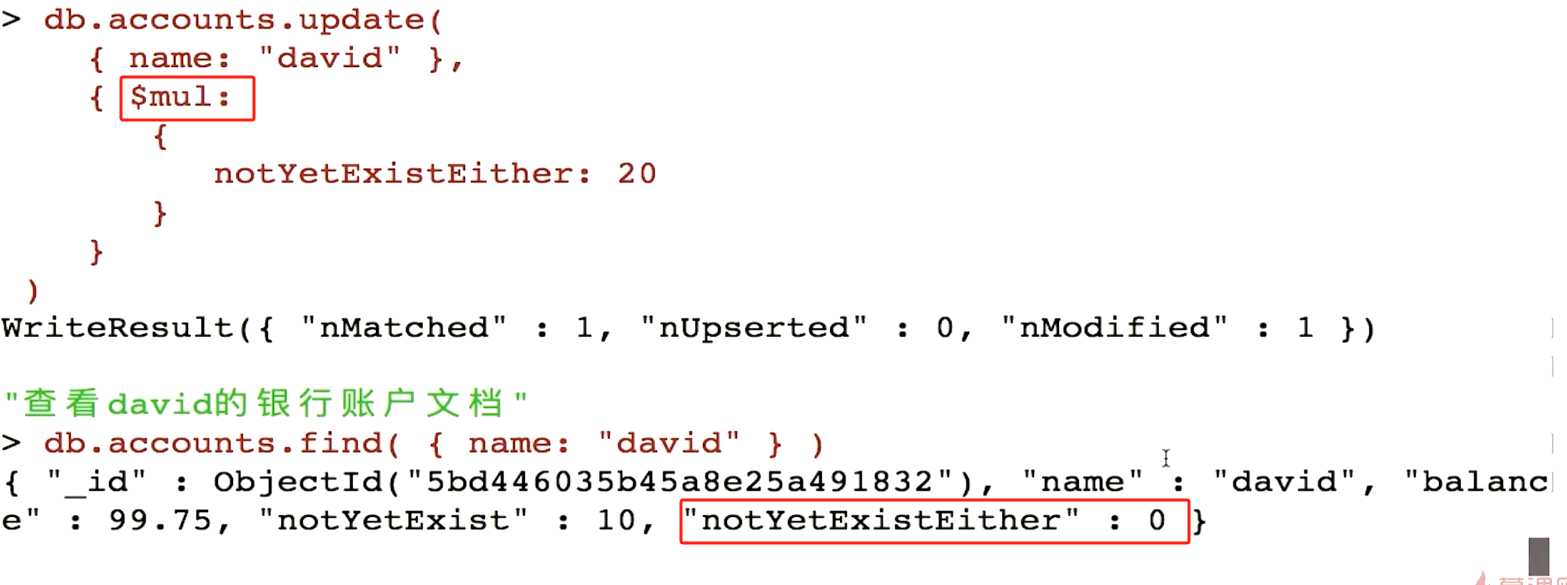 > db.accounts.update(
{ name: "david" },
{ $mul:
{
notYetExistEither: 20
}
}
)
WriteResult({ "nMatched" : 1, "nUpserted" : 0, "nModified" : 1 })
"查看david的银行账户文档"
> db.accounts.find( { name: "david" } )
{ "_id" : ObjectId("5bd446035b45a8e25a491832"), "name" : "david", "balanc
e" : 99.75, "notYetExist" : 10, "notYetExistEither" : 0 }